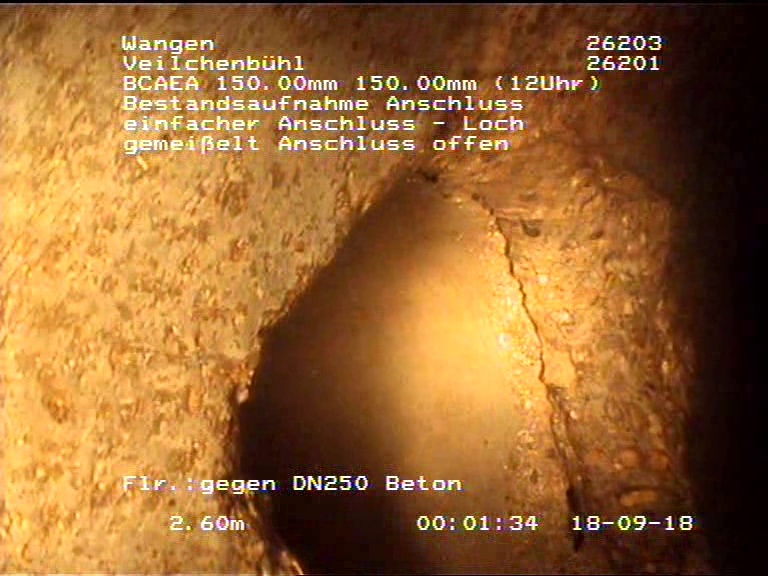 Wangen 26203
Veilchenbühl 26201
BCAEA 150.00mm 150.00mm (12Uhr)
Bestandsaufnahme Anschluss
einfacher Anschluss - Loch
gemeißelt Anschluss offen
Flr.:gegen DN250 Beton
2.60m 00:01:34 18-09-18